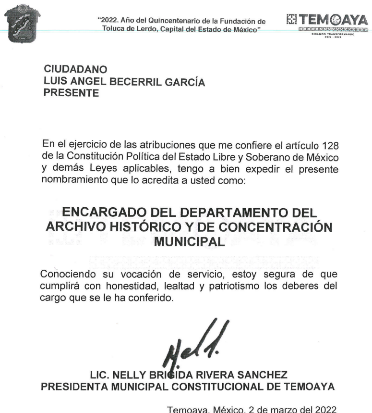 "2022. Año del Quincentenario de la Fundación de
Toluca de Lerdo, Capital del Estado de México"
TEMOAYA
CIUDADANO
LUIS ANGEL BECERRIL GARCÍA
PRESENTE
En el ejercicio de las atribuciones que me confiere el artículo 128
de la Constitución Política del Estado Libre y Soberano de México
y demás Leyes aplicables, tengo a bien expedir el presente
nombramiento que lo acredita a usted como:
ENCARGADO DEL DEPARTAMENTO DEL
ARCHIVO HISTÓRICO Y DE CONCENTRACIÓN
MUNICIPAL
Conociendo su vocación de servicio, estoy segura de que
cumplirá con honestidad, lealtad y patriotismo los deberes del
cargo que se le ha conferido.
LIC. NELLY BRIGIDA RIVERA SANCHEZ
PRESIDENTA MUNICIPAL CONSTITUCIONAL DE TEMOAYA
Temoaya, México, 2 de marzo del 2022